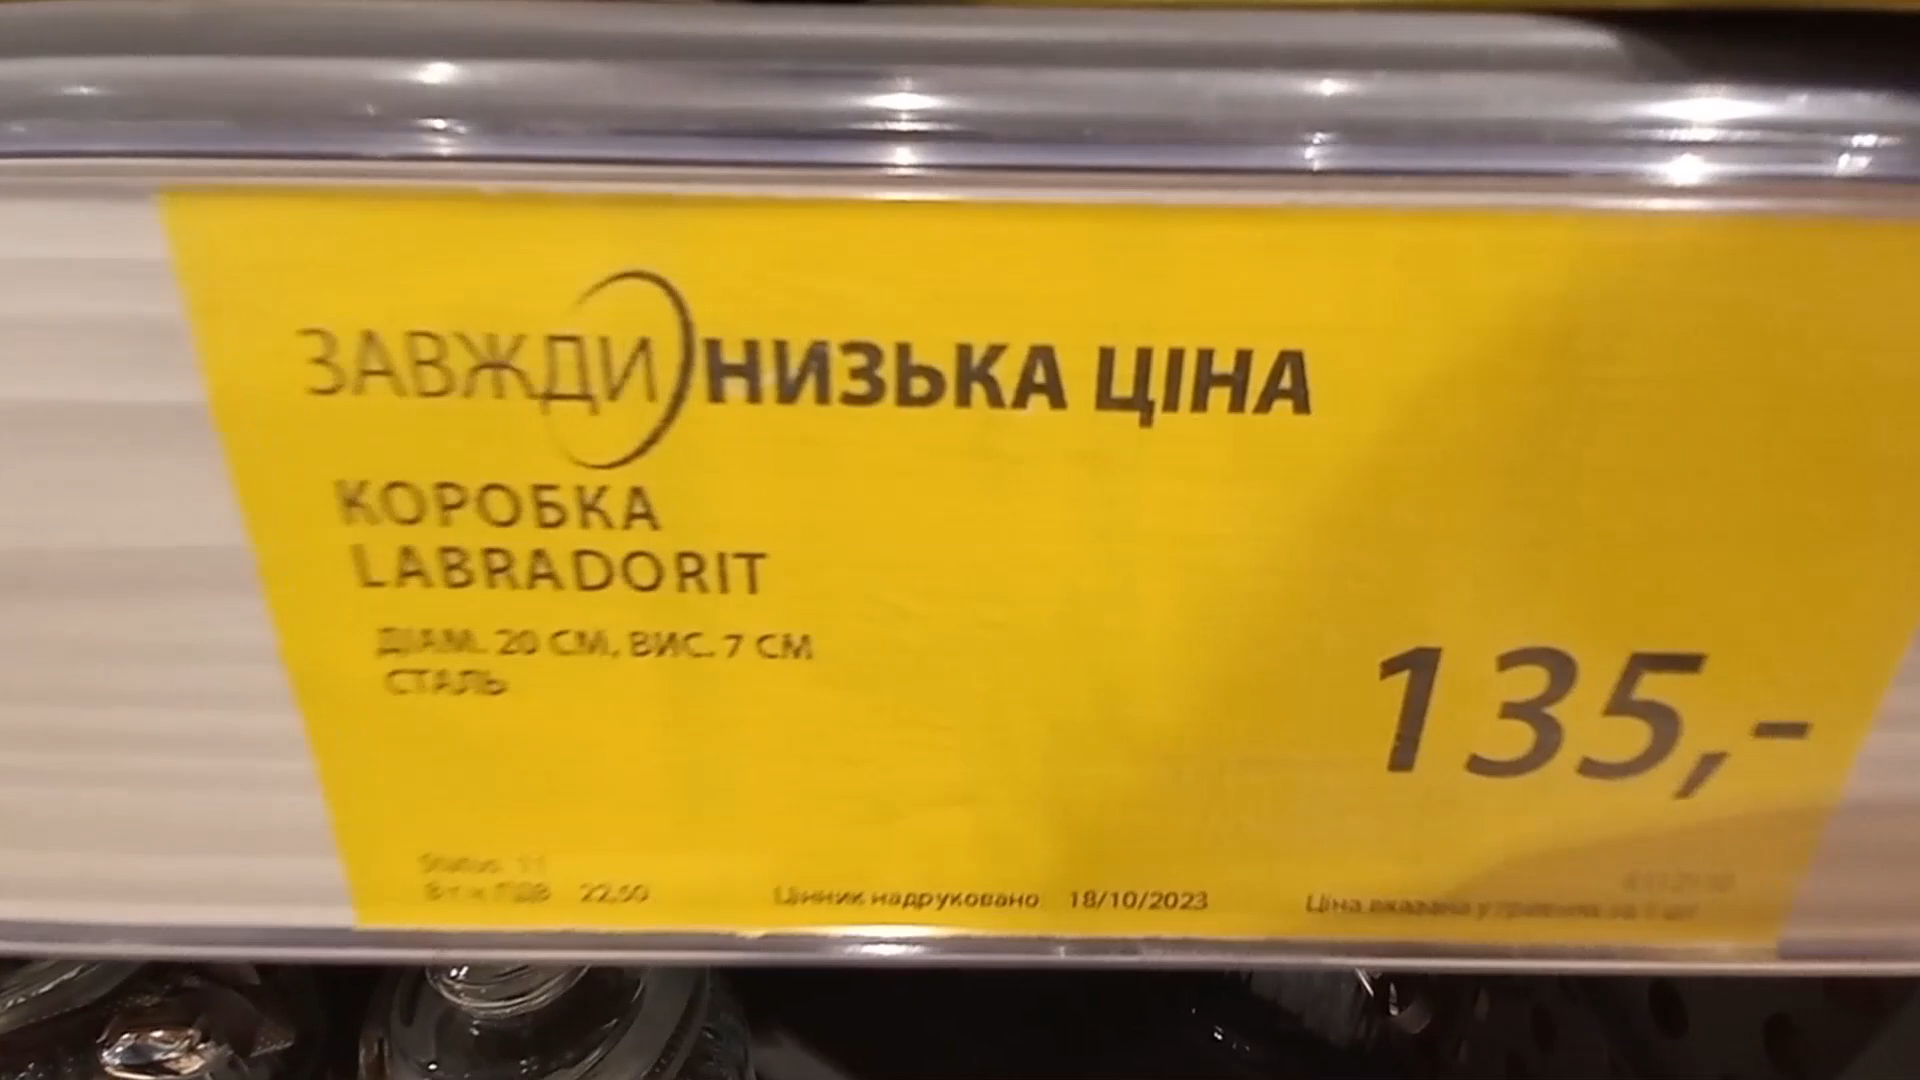 ЗАВЖДИ НИЗЬКА ЦІНА
КОРОБКА
LABRADORIT
ДІАМ. 20 СМ, ВИС. 7 СМ
СТАЛЬ
135,-
Status: 11
В т. ч. ПДВ 22,50 Цінник надруковано 18/10/2023 Ціна вказана у гривнях за 1 шт